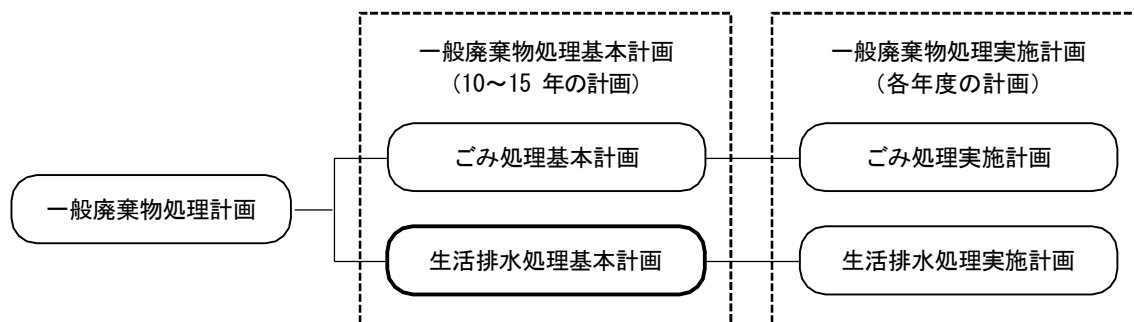 一般廃棄物処理基本計画
（10～15 年の計画）
一般廃棄物処理実施計画
（各年度の計画）
ごみ処理基本計画
ごみ処理実施計画
一般廃棄物処理計画
生活排水処理基本計画
生活排水処理実施計画